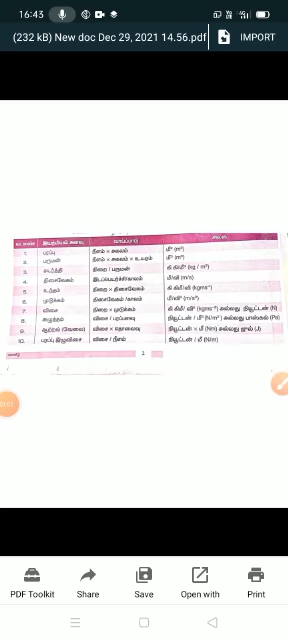 16:43
(232 kB) New doc Dec 29, 2021 14.56.pdf IMPORT
வ. எண் இயற்பியல் அளவு வாய்ப்பாடு அலகு
1. பரப்பு நீளம் × அகலம் மீ² (m²)
2. பருமன் நீளம் × அகலம் × உயரம் மீ³ (m³)
3. அடர்த்தி நிறை / பருமன் கி கி/மீ³ (kg / m³)
4. திசைவேகம் இடப்பெயர்ச்சி/காலம் மீ/வி (m/s)
5. உந்தம் நிறை × திசைவேகம் கி கிமீ/வி (kgms⁻¹)
6. முடுக்கம் திசைவேகம் /காலம் மீ/வி² (m/s²)
7. விசை நிறை × முடுக்கம் கி கிமீ/ வி² (kgms⁻²) அல்லது நியூட்டன் (N)
8. அழுத்தம் விசை / பரப்பளவு நியூட்டன் / மீ² (N/m²) அல்லது பாஸ்கல் (Pa)
9. ஆற்றல் (வேலை) விசை × தொலைவு நியூட்டன் × மீ (Nm) அல்லது ஜூல் (J)
10. பரப்பு இழுவிசை விசை / நீளம் நியூட்டன் / மீ (N/m)
2
PDF Toolkit Share Save Open with Print